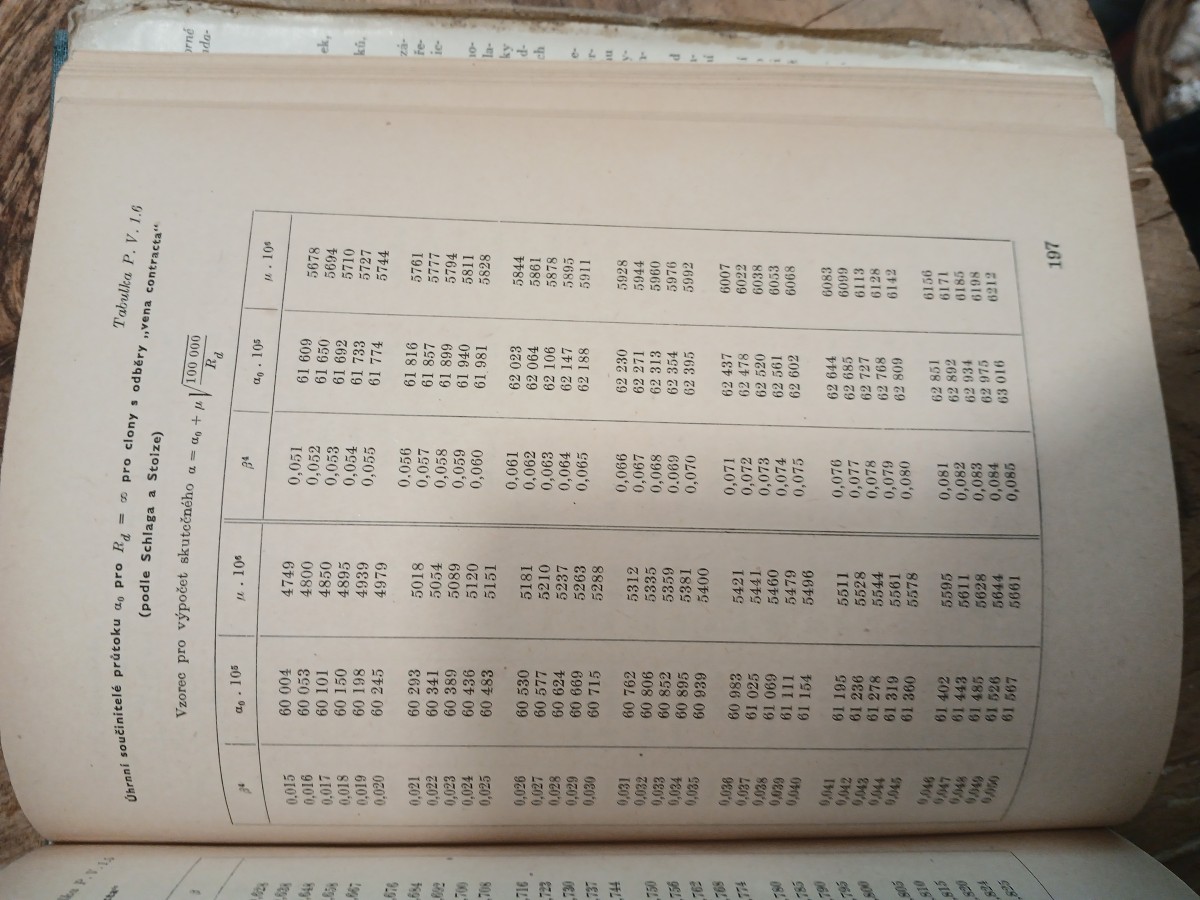 Tabulka P. V. 1.6
Úhrnní součinitelé průtoku α₀ pro R_d = ∞ pro clony s odběry „vena contracta“
(podle Schlaga a Stolze)
Vzorec pro výpočet skutočného α = α₀ + μ √(100 000 / R_d)
β⁴ α₀ . 10⁵ μ . 10⁶ β⁴ α₀ . 10⁵ μ . 10⁶
0,015 60 004 4749 0,051 61 609 5678
0,016 60 053 4800 0,052 61 650 5694
0,017 60 101 4850 0,053 61 692 5710
0,018 60 150 4895 0,054 61 733 5727
0,019 60 198 4939 0,055 61 774 5744
0,020 60 245 4979
0,021 60 293 5018 0,056 61 816 5761
0,022 60 341 5054 0,057 61 857 5777
0,023 60 389 5089 0,058 61 899 5794
0,024 60 436 5120 0,059 61 940 5811
0,025 60 483 5151 0,060 61 981 5828
0,026 60 530 5181 0,061 62 023 5844
0,027 60 577 5210 0,062 62 064 5861
0,028 60 624 5237 0,063 62 106 5878
0,029 60 669 5263 0,064 62 147 5895
0,030 60 715 5288 0,065 62 188 5911
0,031 60 762 5312 0,066 62 230 5928
0,032 60 806 5335 0,067 62 271 5944
0,033 60 852 5359 0,068 62 313 5960
0,034 60 895 5381 0,069 62 354 5976
0,035 60 939 5400 0,070 62 395 5992
0,036 60 983 5421 0,071 62 437 6007
0,037 61 025 5441 0,072 62 478 6022
0,038 61 069 5460 0,073 62 520 6038
0,039 61 111 5479 0,074 62 561 6053
0,040 61 154 5496 0,075 62 602 6068
0,041 61 195 5511 0,076 62 644 6083
0,042 61 236 5528 0,077 62 685 6099
0,043 61 278 5544 0,078 62 727 6113
0,044 61 319 5561 0,079 62 768 6128
0,045 61 360 5578 0,080 62 809 6142
0,046 61 402 5595 0,081 62 851 6156
0,047 61 443 5611 0,082 62 892 6171
0,048 61 485 5628 0,083 62 934 6185
0,049 61 526 5644 0,084 62 975 6198
0,050 61 567 5661 0,085 63 016 6212
197